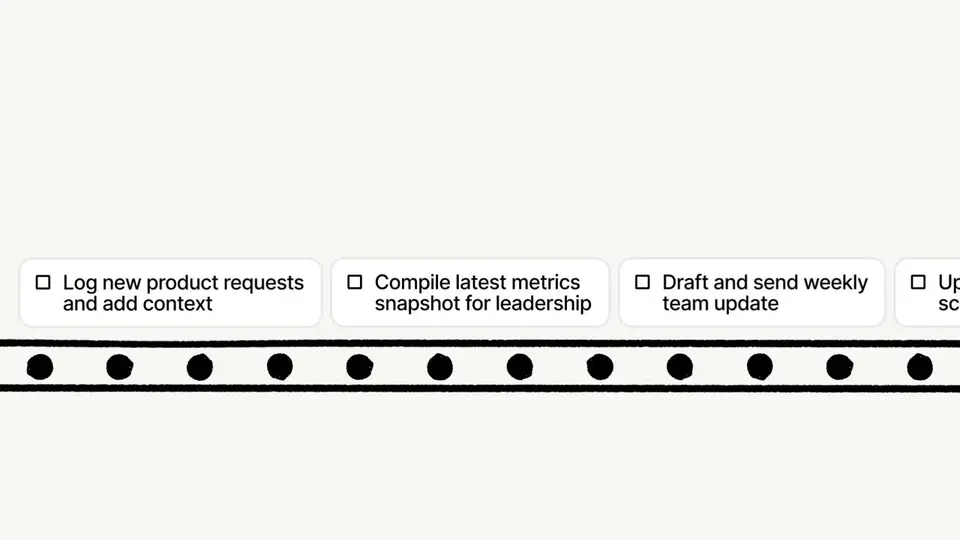 Log new product requests
and add context
Compile latest metrics
snapshot for leadership
Draft and send weekly
team update